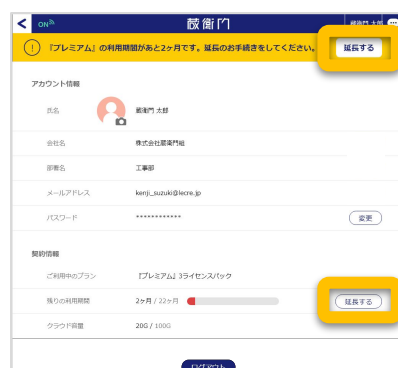 ON
蔵衛門
蔵衛門 太郎
『プレミアム』の利用期間があと2ヶ月です。延長のお手続きをしてください。 延長する
アカウント情報
氏名 蔵衛門 太郎
会社名 株式会社蔵衛門組
部署名 工事部
メールアドレス kenji_suzuki@lecre.jp
パスワード ************ 変更
契約情報
ご利用中のプラン 『プレミアム』3ライセンスパック
残りの利用期間 2ヶ月 / 22ヶ月 延長する
クラウド容量 20G / 100G
ログアウト